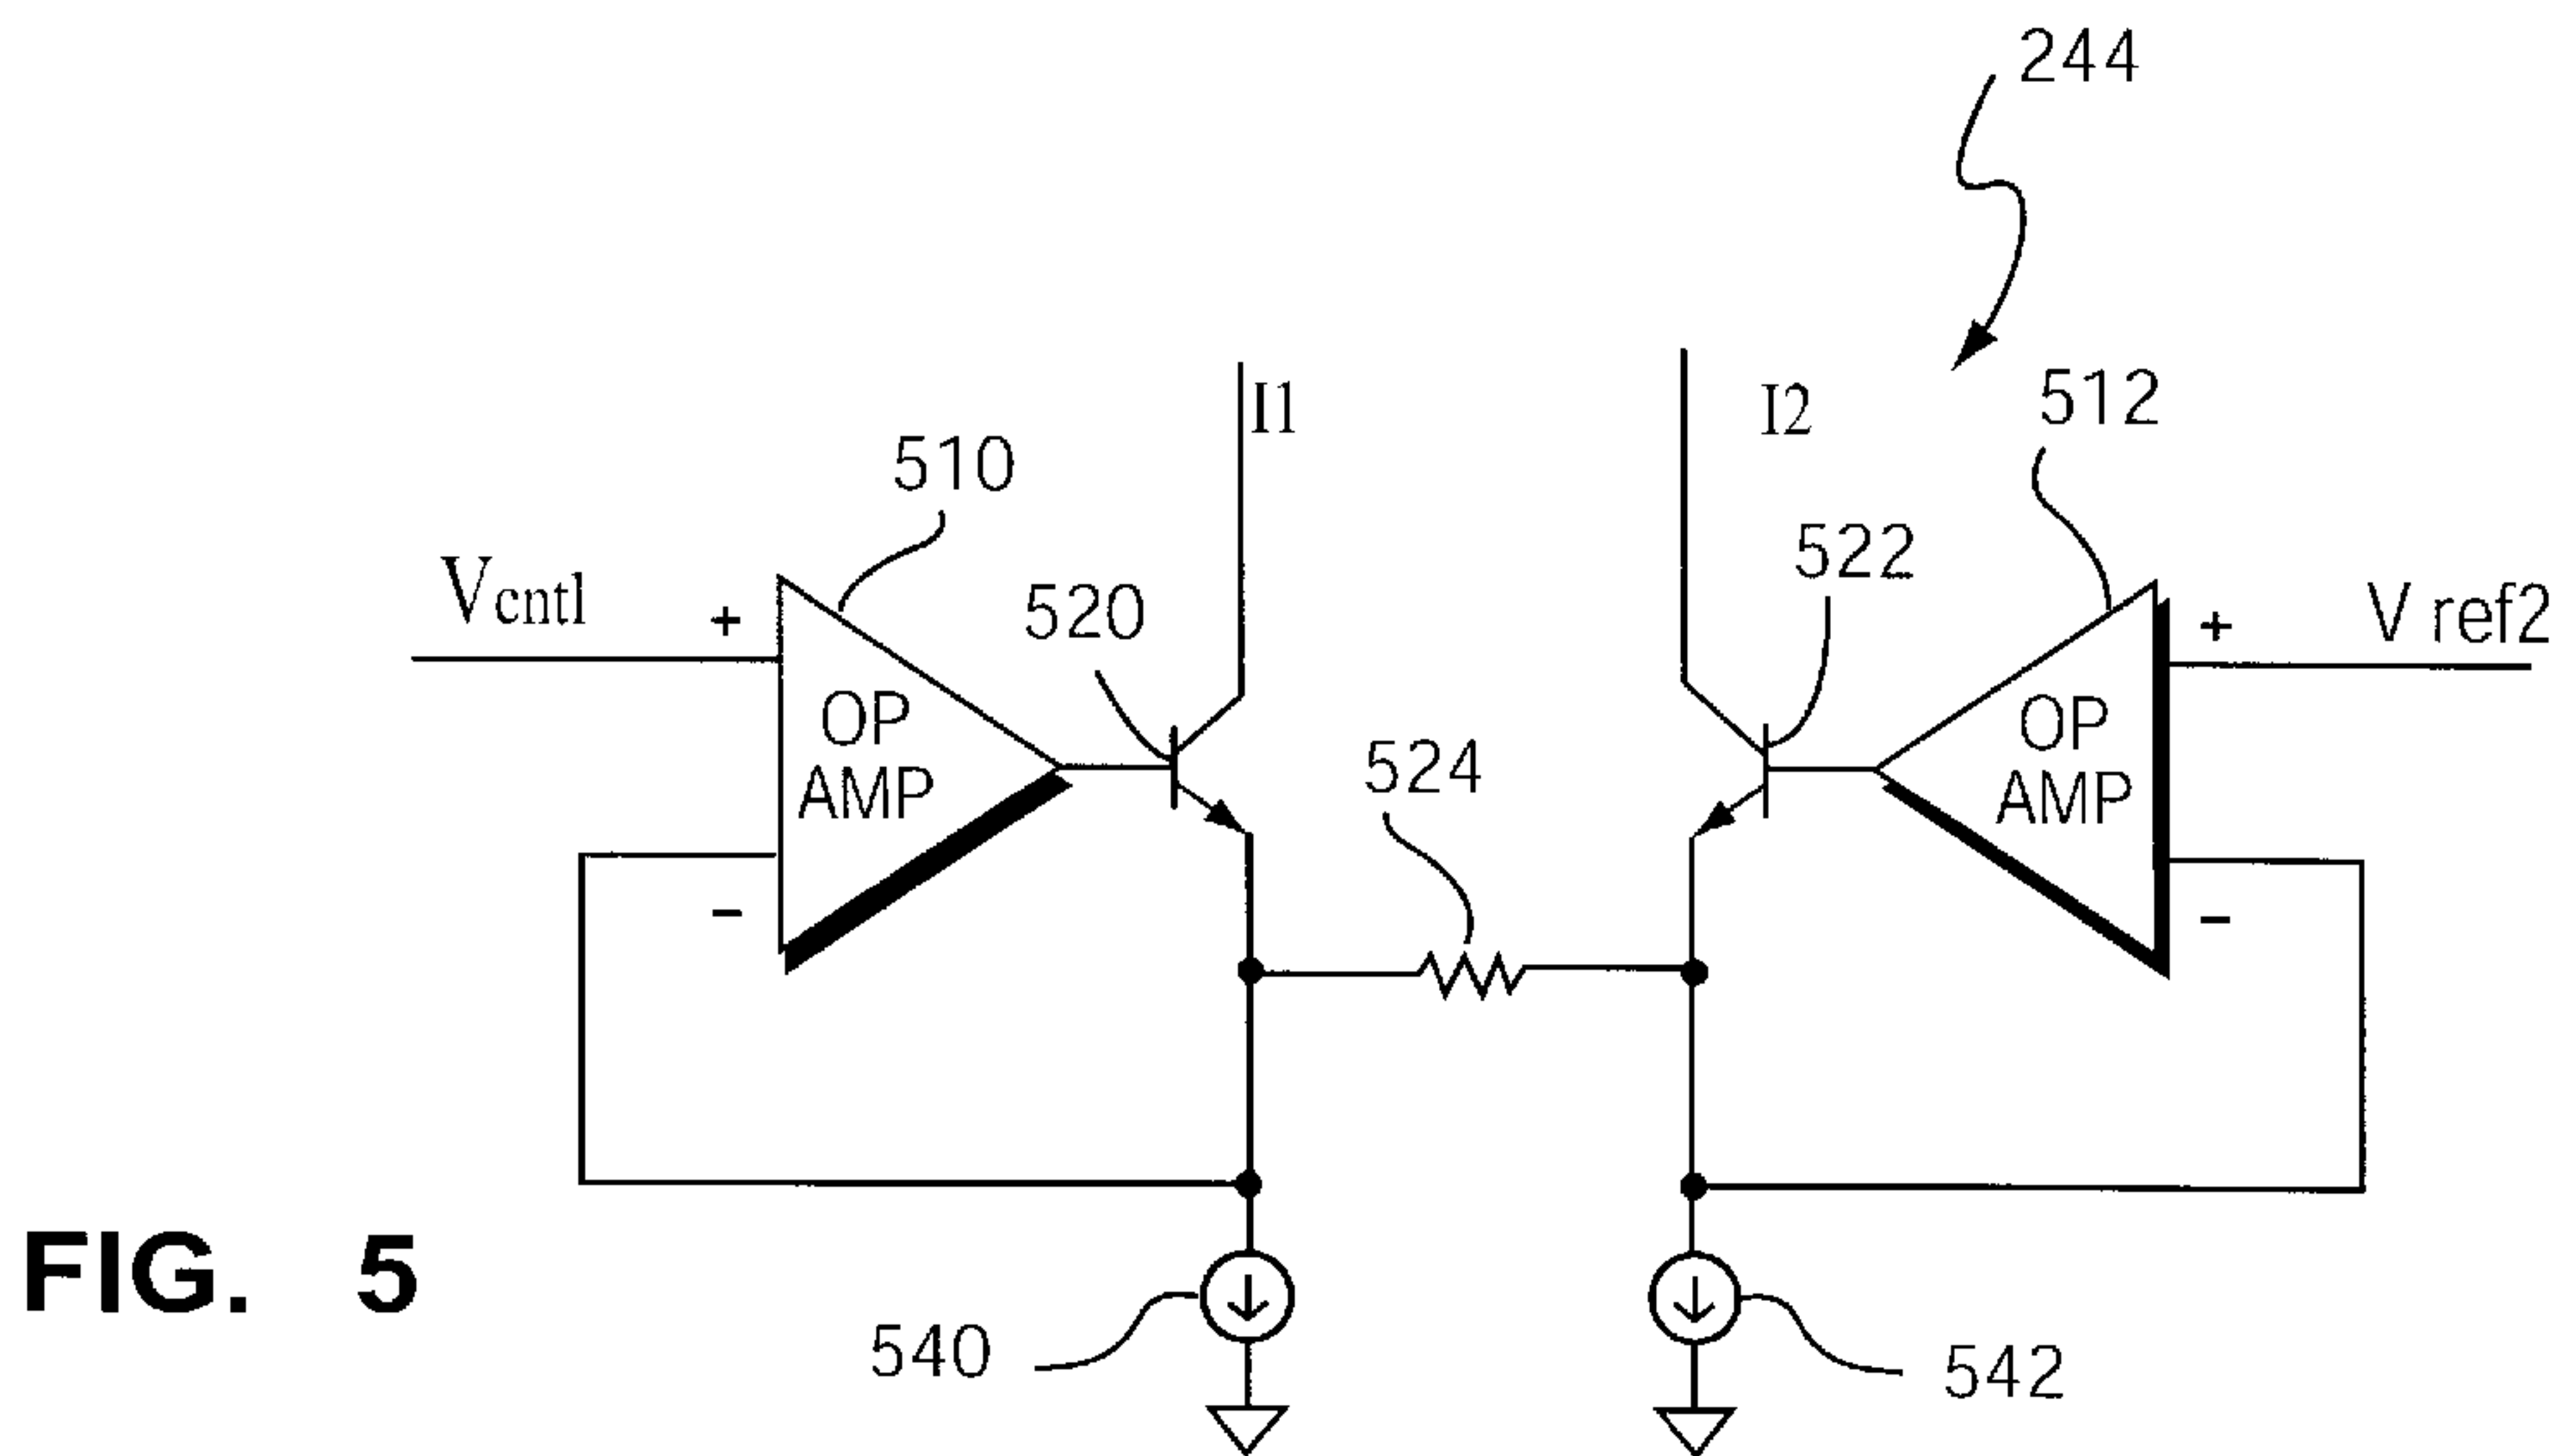 244
I1
I2
512
510
522
Vcntl
+
520
+
V ref2
OP
AMP
524
OP
AMP
−
−
FIG. 5
540
542